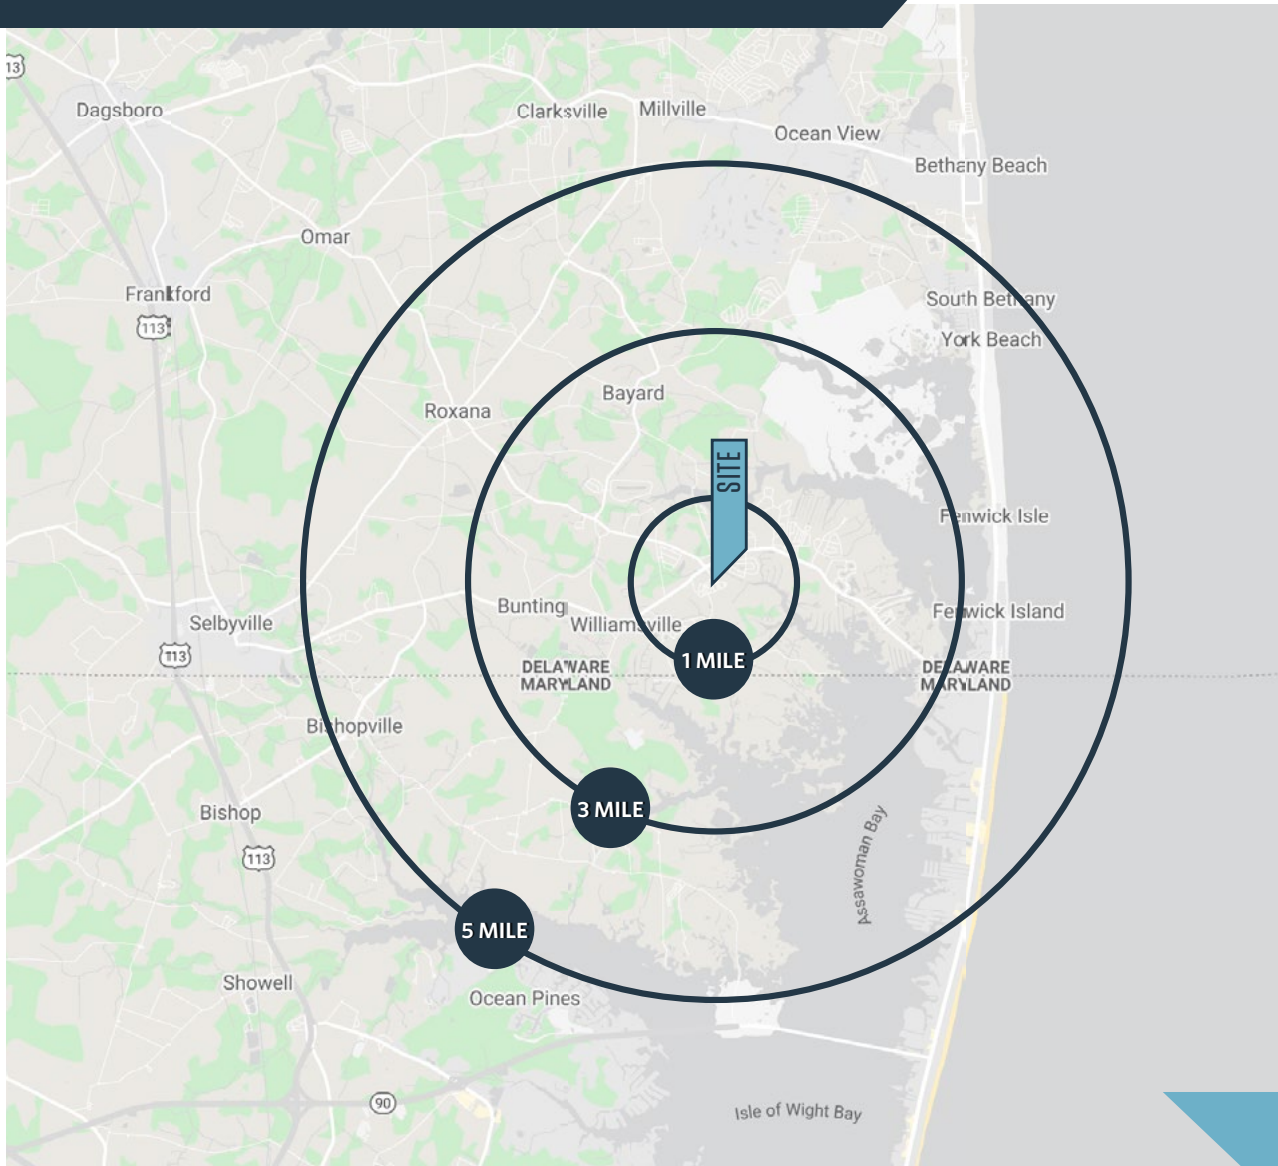 13
Dagsboro
Clarksville
Millville
Ocean View
Bethany Beach
Omar
Frankford
113
South Bethany
York Beach
Bayard
Roxana
SITE
Fenwick Isle
Bunting
Williamsville
Fenwick Island
Selbyville
113
1 MILE
DELAWARE
MARYLAND
DELAWARE
MARYLAND
Bishopville
Bishop
3 MILE
113
Assawoman Bay
5 MILE
Showell
Ocean Pines
90
Isle of Wight Bay